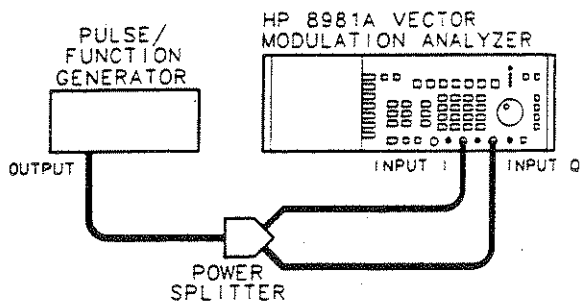 PULSE/
FUNCTION
GENERATOR
HP 8981A VECTOR
MODULATION ANALYZER
OUTPUT
INPUT I
INPUT Q
POWER
SPLITTER